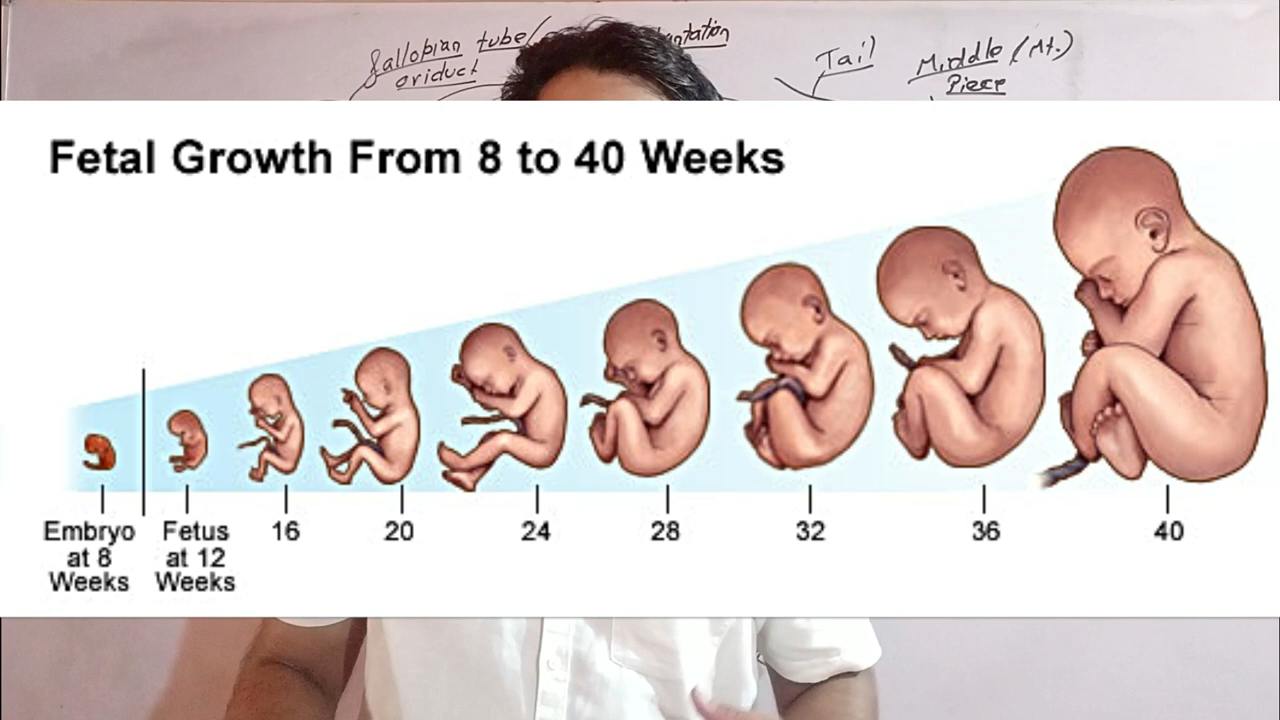 fallopian tube/
oviduct
Tail
Middle (Mt.)
Piece
Fetal Growth From 8 to 40 Weeks
Embryo
at 8
Weeks
Fetus
at 12
Weeks
16
20
24
28
32
36
40